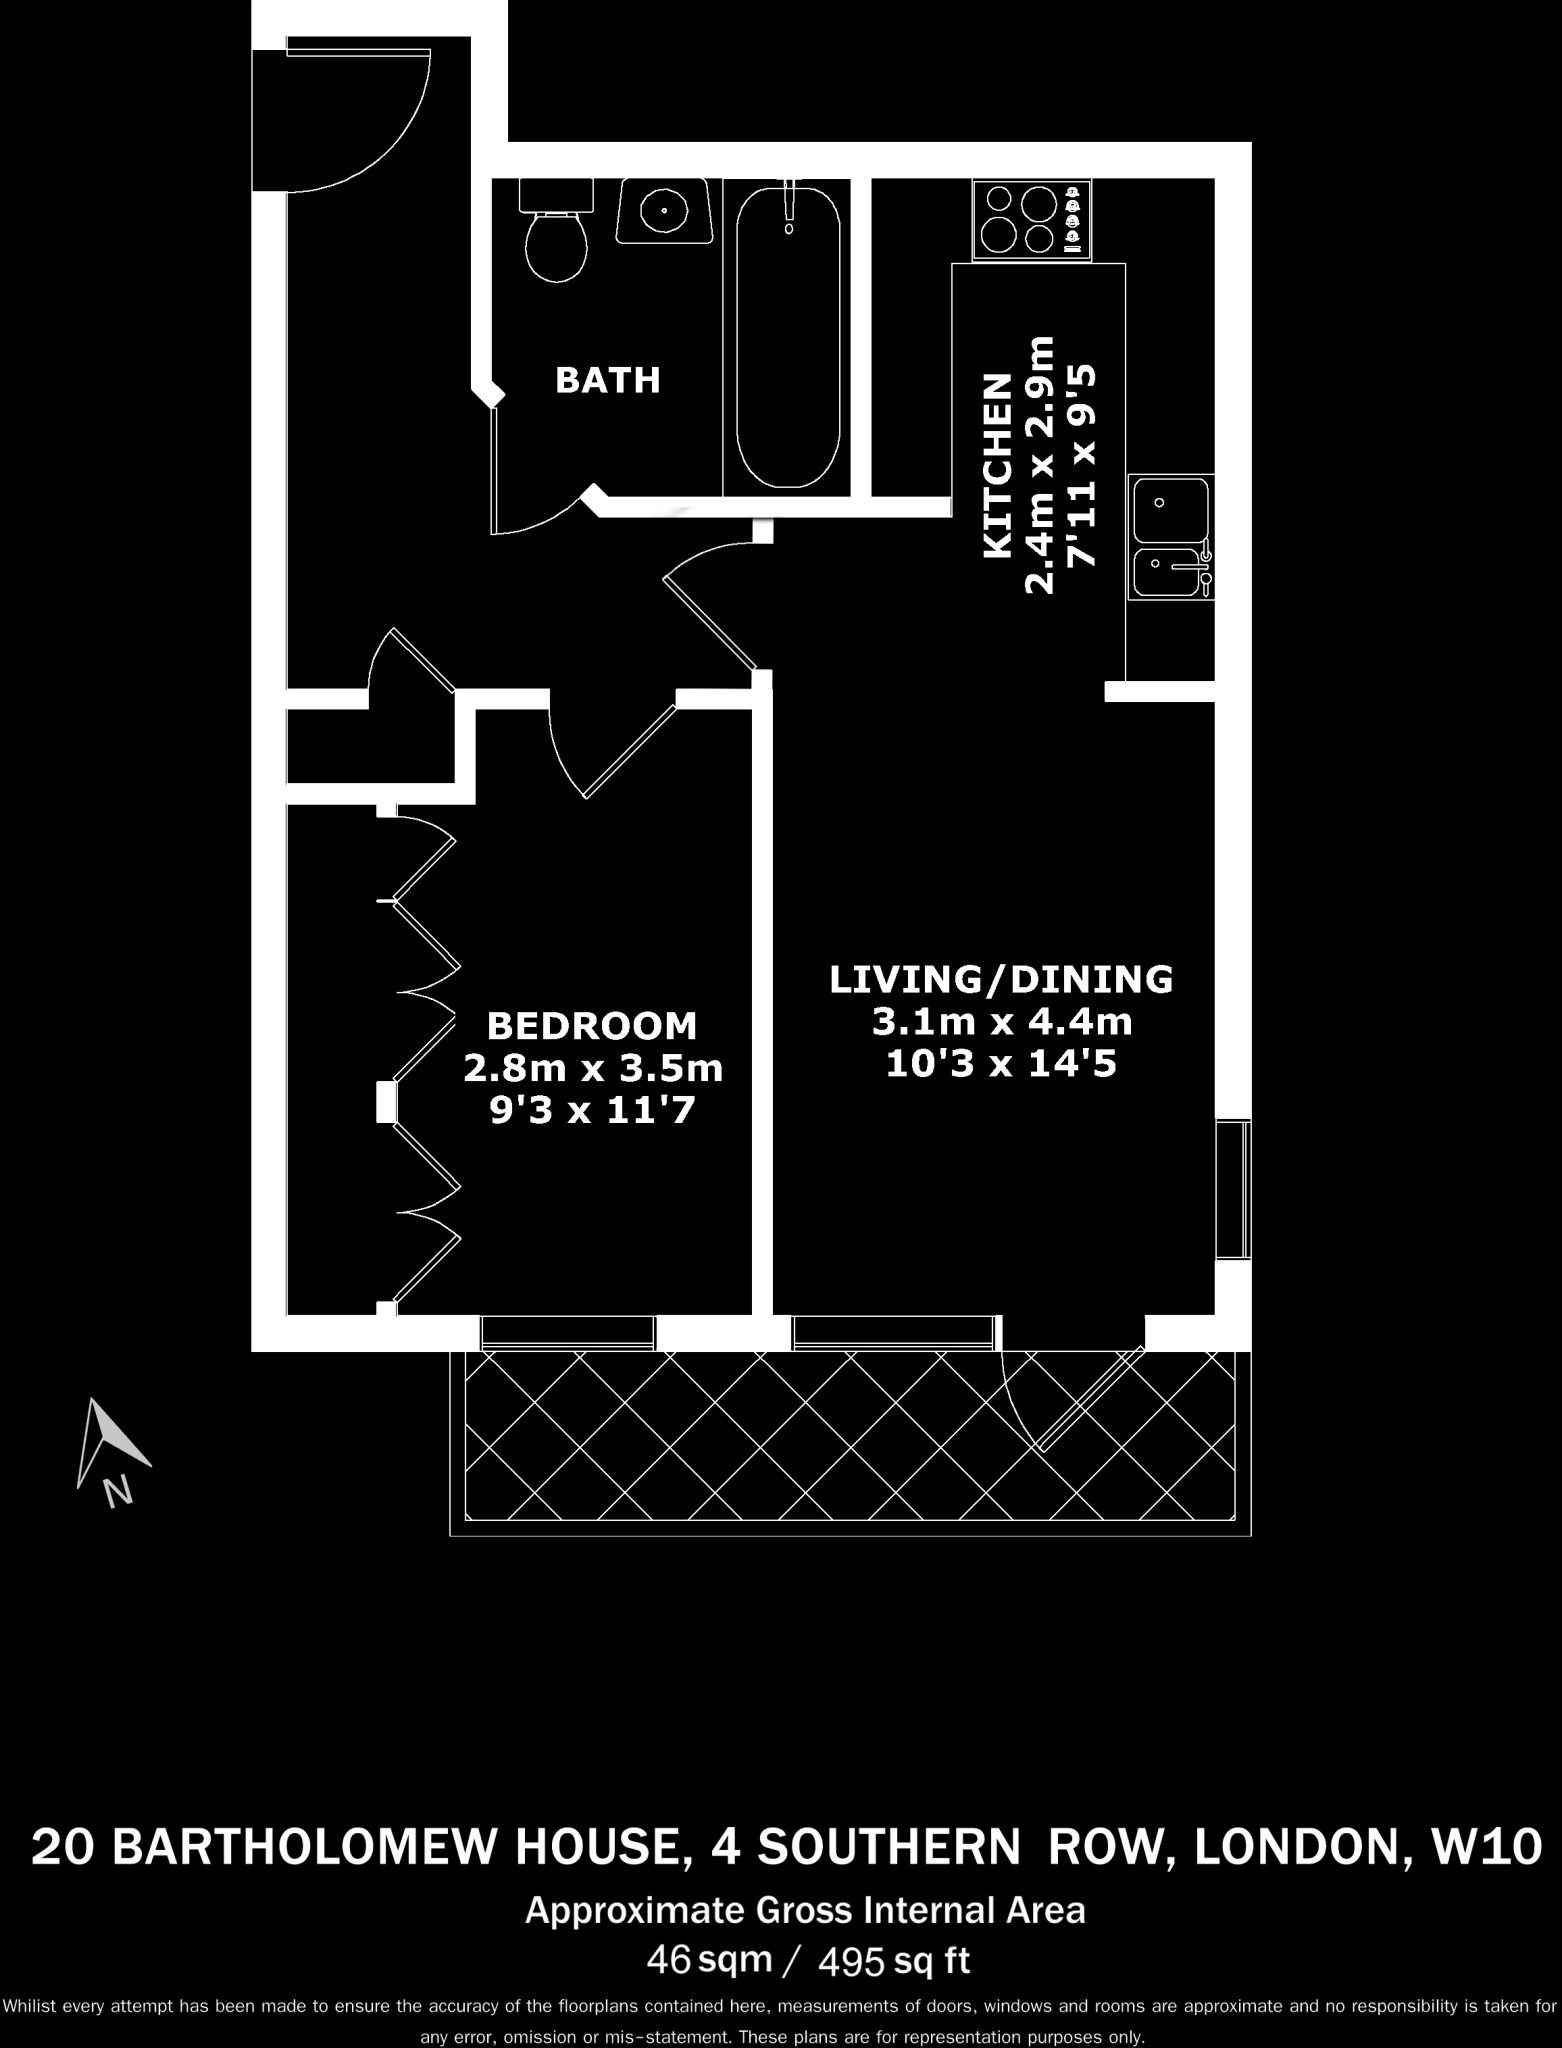 BATH
KITCHEN
2.4m x 2.9m
7'11 x 9'5
LIVING/DINING
3.1m x 4.4m
10'3 x 14'5
BEDROOM
2.8m x 3.5m
9'3 x 11'7
N
20 BARTHOLOMEW HOUSE, 4 SOUTHERN ROW, LONDON, W10
Approximate Gross Internal Area
46 sqm / 495 sq ft
Whilist every attempt has been made to ensure the accuracy of the floorplans contained here, measurements of doors, windows and rooms are approximate and no responsibility is taken for
any error, omission or mis-statement. These plans are for representation purposes only.